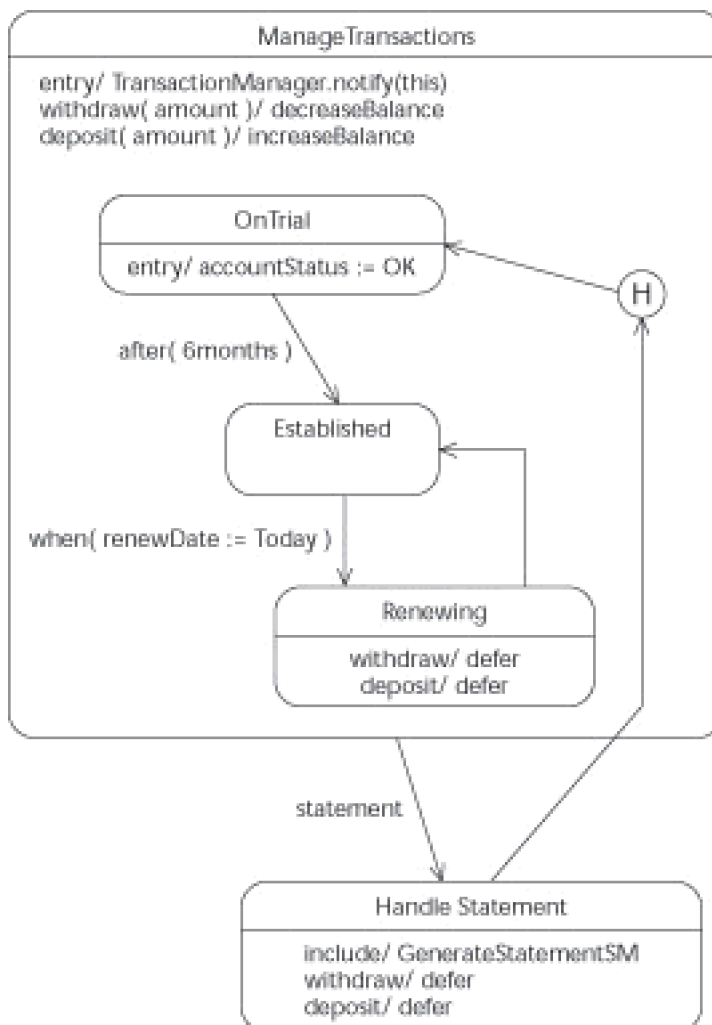 ManageTransactions
entry/ TransactionManager.notify(this)
withdraw( amount )/ decreaseBalance
deposit( amount )/ increaseBalance
OnTrial
entry/ accountStatus := OK
H
after( 6months )
Established
when( renewDate := Today )
Renewing
withdraw/ defer
deposit/ defer
statement
Handle Statement
include/ GenerateStatementSM
withdraw/ defer
deposit/ defer